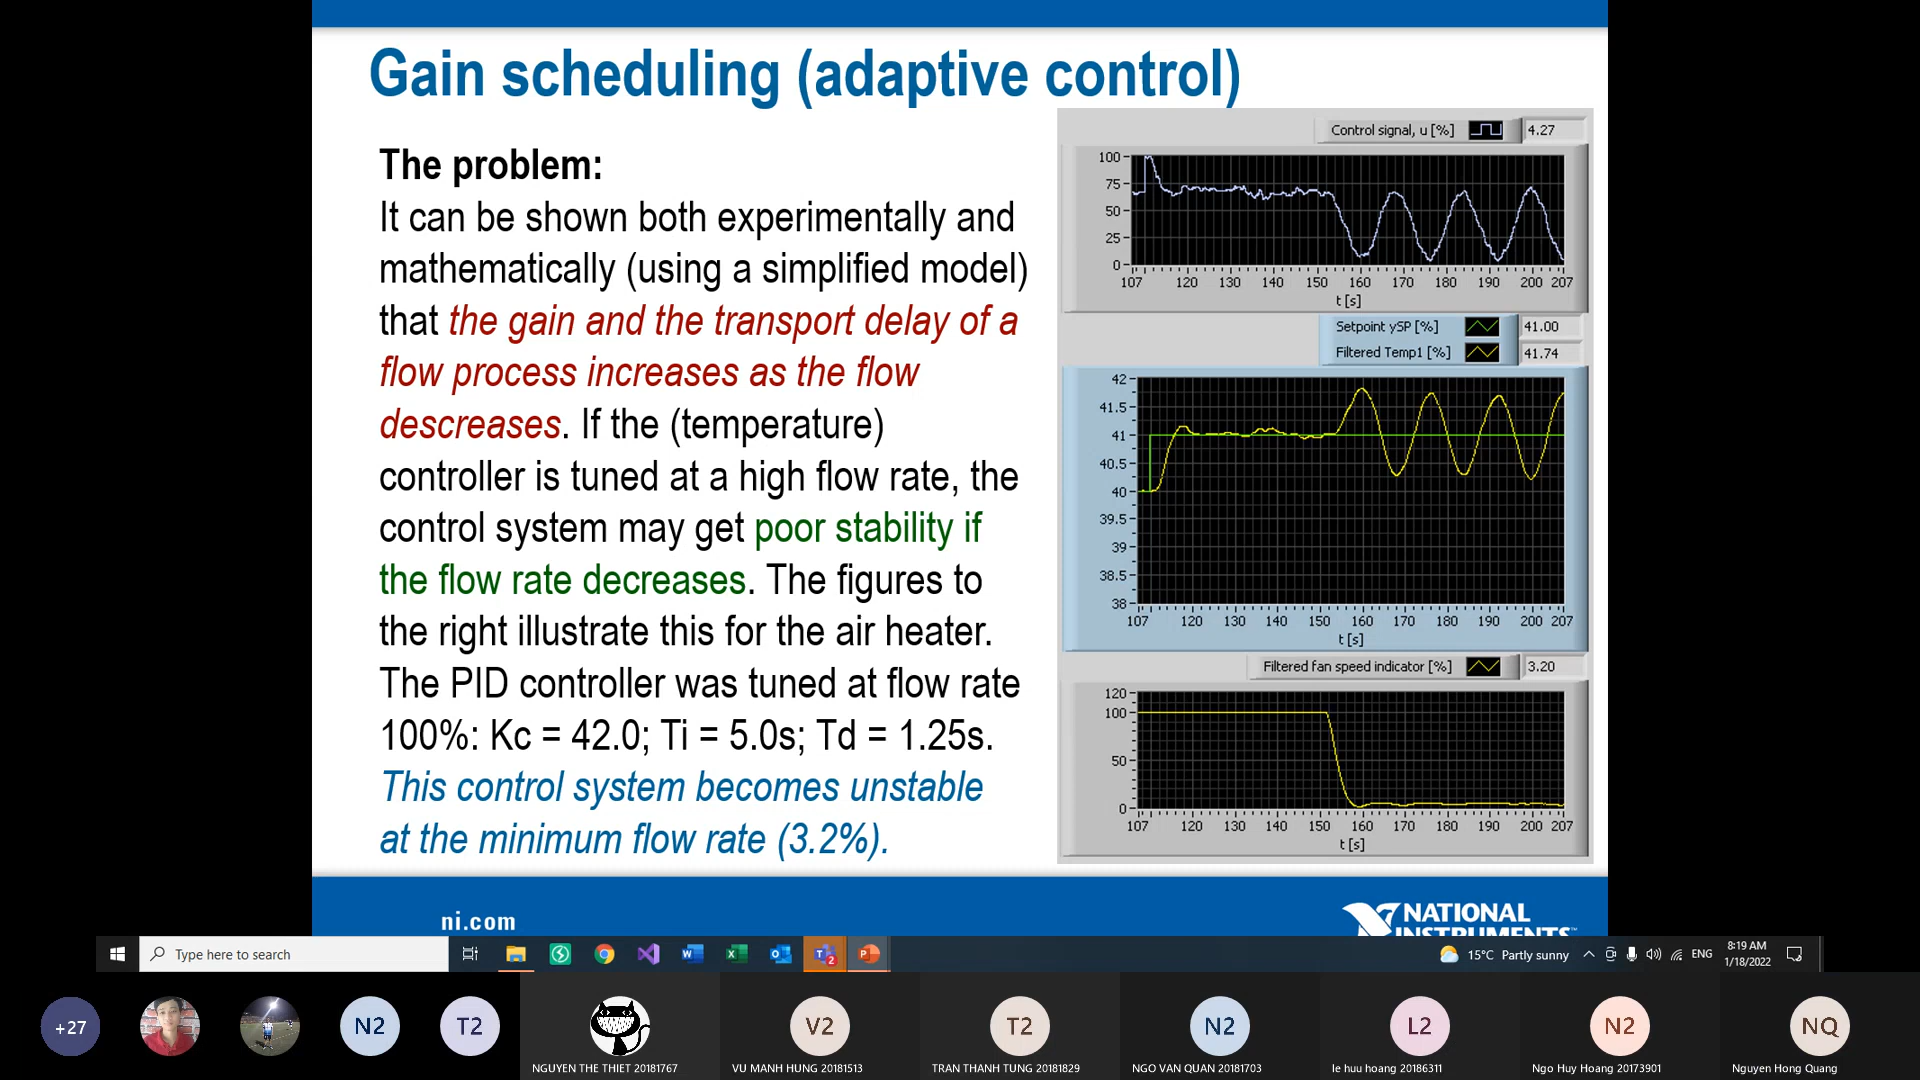 Gain scheduling (adaptive control)
The problem:
It can be shown both experimentally and
mathematically (using a simplified model)
that the gain and the transport delay of a
flow process increases as the flow
descreases. If the (temperature)
controller is tuned at a high flow rate, the
control system may get poor stability if
the flow rate decreases. The figures to
the right illustrate this for the air heater.
The PID controller was tuned at flow rate
100%: Kc = 42.0; Ti = 5.0s; Td = 1.25s.
This control system becomes unstable
at the minimum flow rate (3.2%).
Control signal, u [%] 4.27
100
75
50
25
0
107 120 130 140 150 160 170 180 190 200 207
t [s]
Setpoint ySP [%] 41.00
Filtered Temp1 [%] 41.74
42
41.5
41
40.5
40
39.5
39
38.5
38
107 120 130 140 150 160 170 180 190 200 207
t [s]
Filtered fan speed indicator [%] 3.20
120
100
50
0
107 120 130 140 150 160 170 180 190 200 207
t [s]
ni.com
NATIONAL
INSTRUMENTS
Type here to search
2
15°C Partly sunny
ENG
8:19 AM
1/18/2022
+27
N2
T2
V2
T2
N2
L2
N2
NQ
NGUYEN THE THIET 20181767
VU MANH HUNG 20181513
TRAN THANH TUNG 20181829
NGO VAN QUAN 20181703
le huu hoang 20186311
Ngo Huy Hoang 20173901
Nguyen Hong Quang